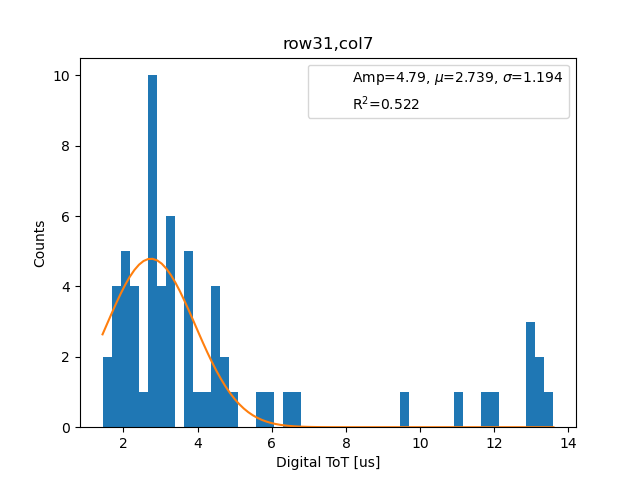 row31,col7
Amp=4.79, μ=2.739, σ=1.194
R²=0.522
10
8
6
4
2
0
Counts
2 4 6 8 10 12 14
Digital ToT [us]